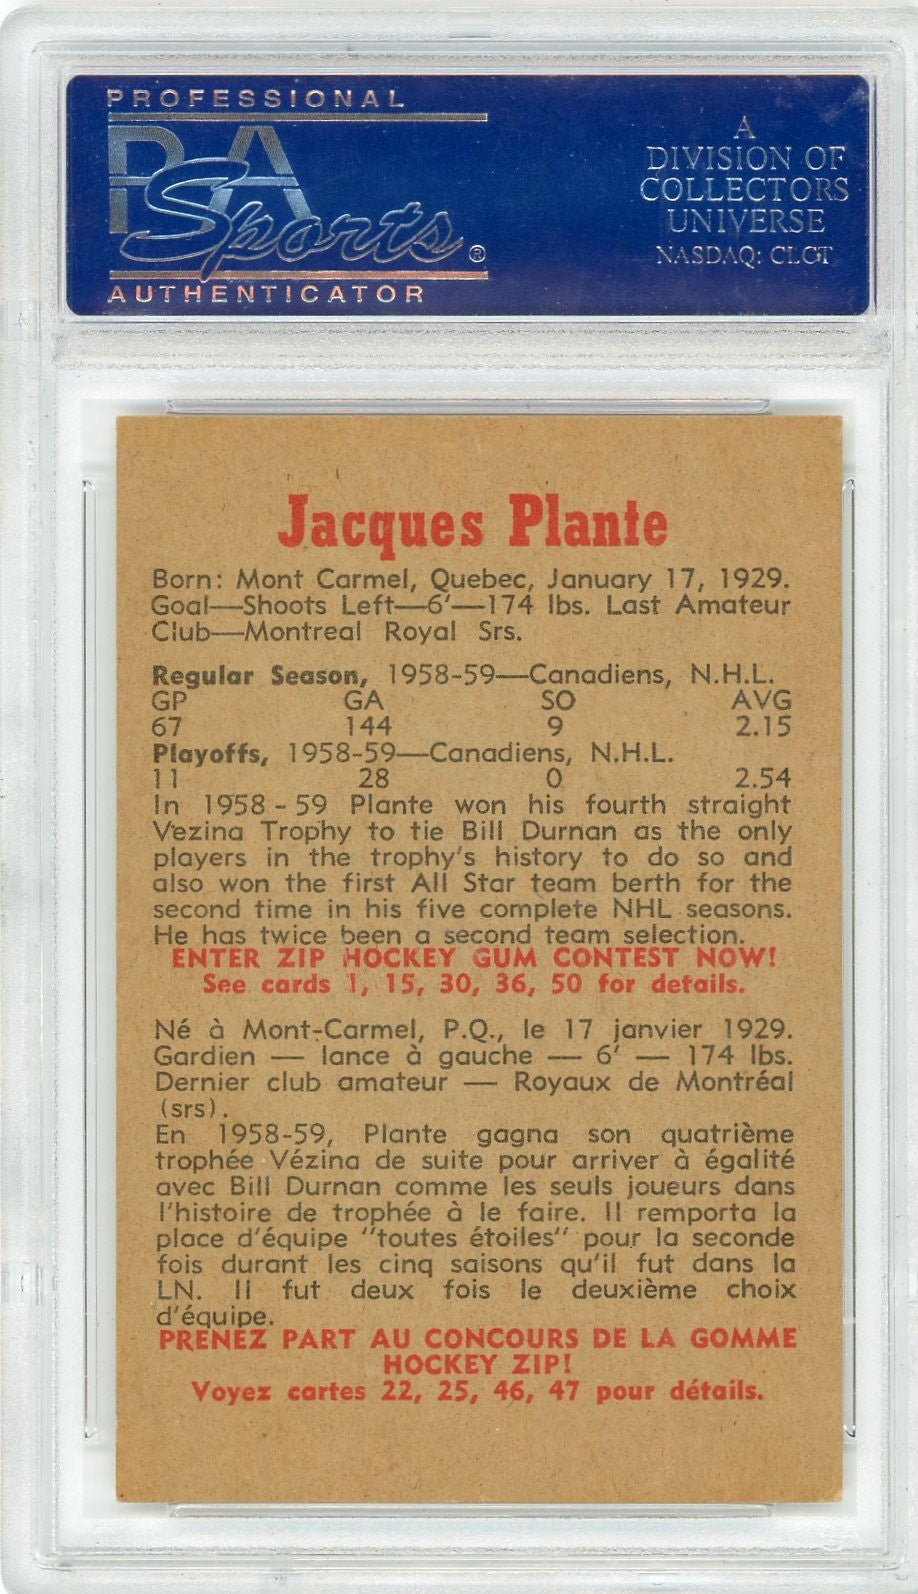 PROFESSIONAL
PSA
Sports®
AUTHENTICATOR
A
DIVISION OF
COLLECTORS
UNIVERSE
NASDAQ: CLCT
Jacques Plante
Born: Mont Carmel, Quebec, January 17, 1929.
Goal—Shoots Left—6'—174 lbs. Last Amateur
Club—Montreal Royal Srs.
Regular Season, 1958-59—Canadiens, N.H.L.
GP GA SO AVG
67 144 9 2.15
Playoffs, 1958-59—Canadiens, N.H.L.
11 28 0 2.54
In 1958-59 Plante won his fourth straight
Vezina Trophy to tie Bill Durnan as the only
players in the trophy's history to do so and
also won the first All Star team berth for the
second time in his five complete NHL seasons.
He has twice been a second team selection.
ENTER ZIP HOCKEY GUM CONTEST NOW!
See cards 1, 15, 30, 36, 50 for details.
Né à Mont-Carmel, P.Q., le 17 janvier 1929.
Gardien — lance à gauche — 6' — 174 lbs.
Dernier club amateur — Royaux de Montréal
(srs).
En 1958-59, Plante gagna son quatrième
trophée Vézina de suite pour arriver à égalité
avec Bill Durnan comme les seuls joueurs dans
l'histoire de trophée à le faire. Il remporta la
place d'équipe "toutes étoiles" pour la seconde
fois durant les cinq saisons qu'il fut dans la
LN. Il fut deux fois le deuxième choix
d'équipe.
PRENEZ PART AU CONCOURS DE LA GOMME
HOCKEY ZIP!
Voyez cartes 22, 25, 46, 47 pour détails.